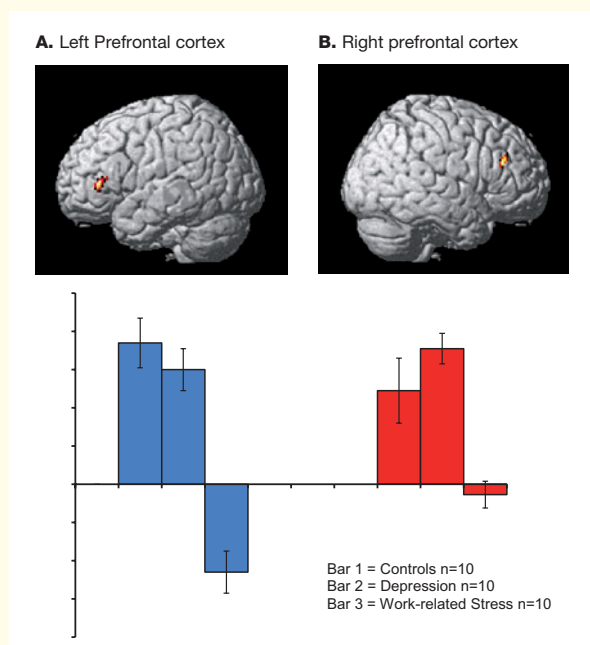 A. Left Prefrontal cortex
B. Right prefrontal cortex
Bar 1 = Controls n=10
Bar 2 = Depression n=10
Bar 3 = Work-related Stress n=10